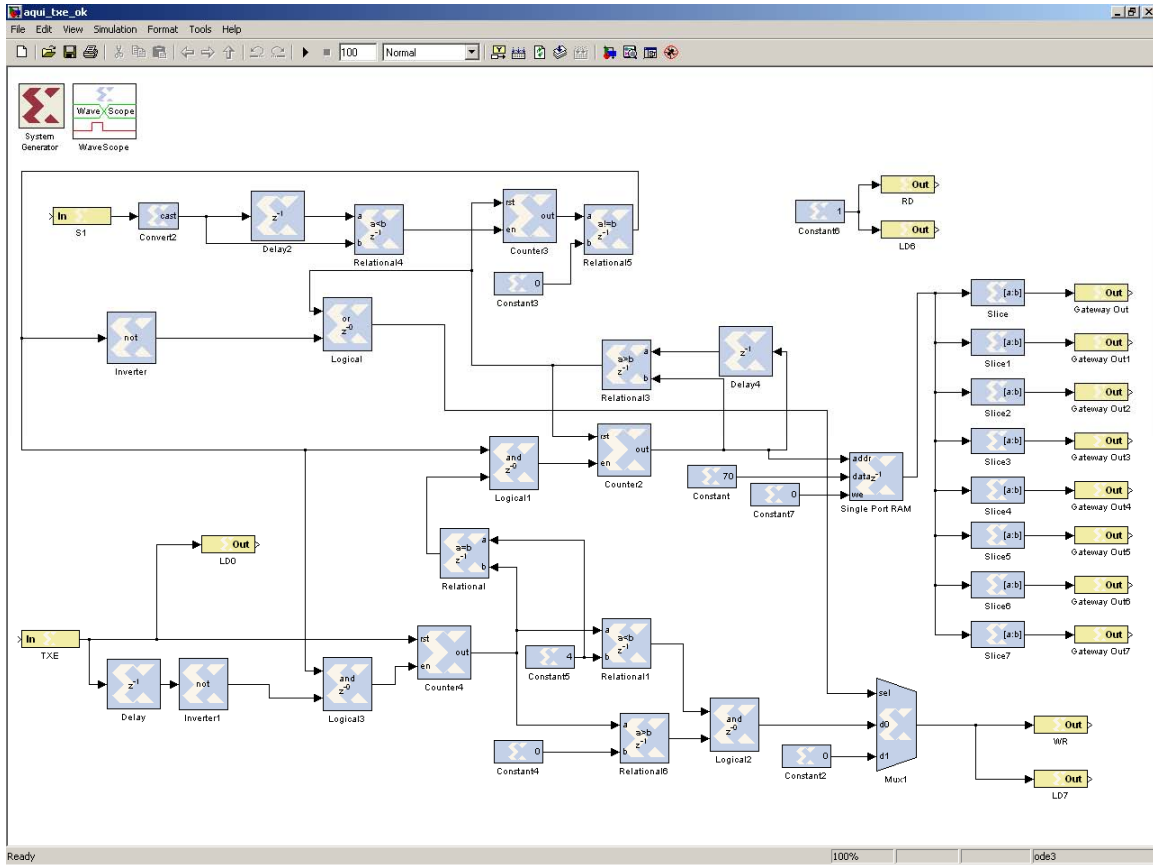 aqui_txe_ok
File Edit View Simulation Format Tools Help
100 Normal
System
Generator
Wave Scope
WaveScope
In
S1
cast
Convert2
z-1
Delay2
a
b
a<b
z-1
Relational4
rst
en
out
Counter3
a
b
a!=b
z-1
Relational5
0
Constant3
1
Constant6
Out
RD
Out
LD6
not
Inverter
or
z-0
Logical
a>b
z-1
a
b
Relational3
z-1
Delay4
and
z-0
Logical1
rst
en
out
Counter2
70
Constant
0
Constant7
addr
data
we
z-1
Single Port RAM
[a:b]
Slice
Out
Gateway Out
[a:b]
Slice1
Out
Gateway Out1
[a:b]
Slice2
Out
Gateway Out2
[a:b]
Slice3
Out
Gateway Out3
[a:b]
Slice4
Out
Gateway Out4
[a:b]
Slice5
Out
Gateway Out5
[a:b]
Slice6
Out
Gateway Out6
[a:b]
Slice7
Out
Gateway Out7
Out
LD0
a=b
z-1
a
b
Relational
In
TXE
z-1
Delay
not
Inverter1
and
z-0
Logical3
rst
en
out
Counter4
4
Constant5
a
b
a<b
z-1
Relational1
0
Constant4
a
b
a>b
z-1
Relational6
and
z-0
Logical2
0
Constant2
sel
d0
d1
Mux1
Out
WR
Out
LD7
Ready 100% ode3